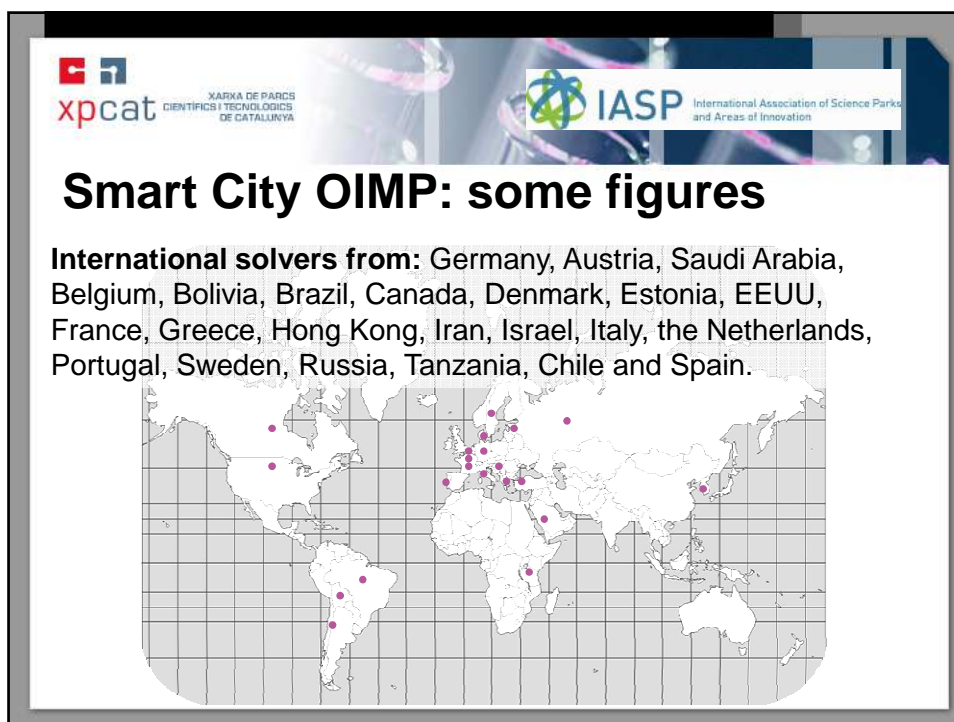 xpcat
XARXA DE PARCS
CIENTÍFICS I TECNOLÒGICS
DE CATALUNYA
IASP
International Association of Science Parks
and Areas of Innovation
Smart City OIMP: some figures
International solvers from: Germany, Austria, Saudi Arabia,
Belgium, Bolivia, Brazil, Canada, Denmark, Estonia, EEUU,
France, Greece, Hong Kong, Iran, Israel, Italy, the Netherlands,
Portugal, Sweden, Russia, Tanzania, Chile and Spain.